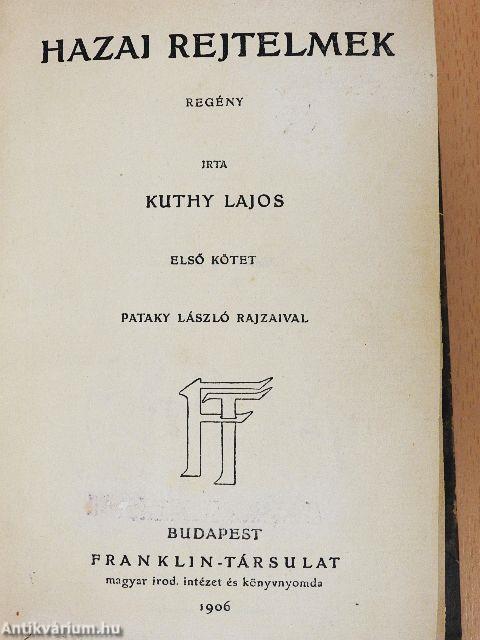 HAZAI REJTELMEK
REGÉNY
IRTA
KUTHY LAJOS
ELSŐ KÖTET
PATAKY LÁSZLÓ RAJZAIVAL
FT
BUDAPEST
FRANKLIN-TÁRSULAT
magyar irod. intézet és könyvnyomda
1906
Antikvárium.hu